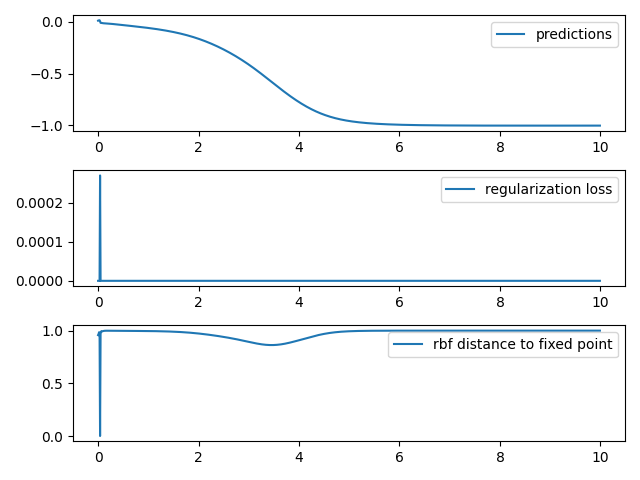 0.0
−0.5
−1.0
predictions
0 2 4 6 8 10
0.0002
0.0001
0.0000
regularization loss
0 2 4 6 8 10
1.0
0.5
0.0
rbf distance to fixed point
0 2 4 6 8 10